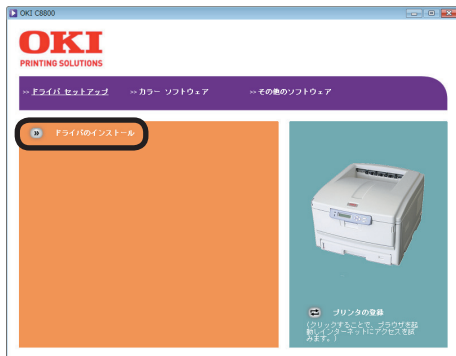 OKI C8800
OKI
PRINTING SOLUTIONS
>> ドライバ セットアップ >> カラー ソフトウェア >> その他のソフトウェア
ドライバのインストール
プリンタの登録
(クリックすることで、ブラウザを起
動しインターネットにアクセスを試
みます。)